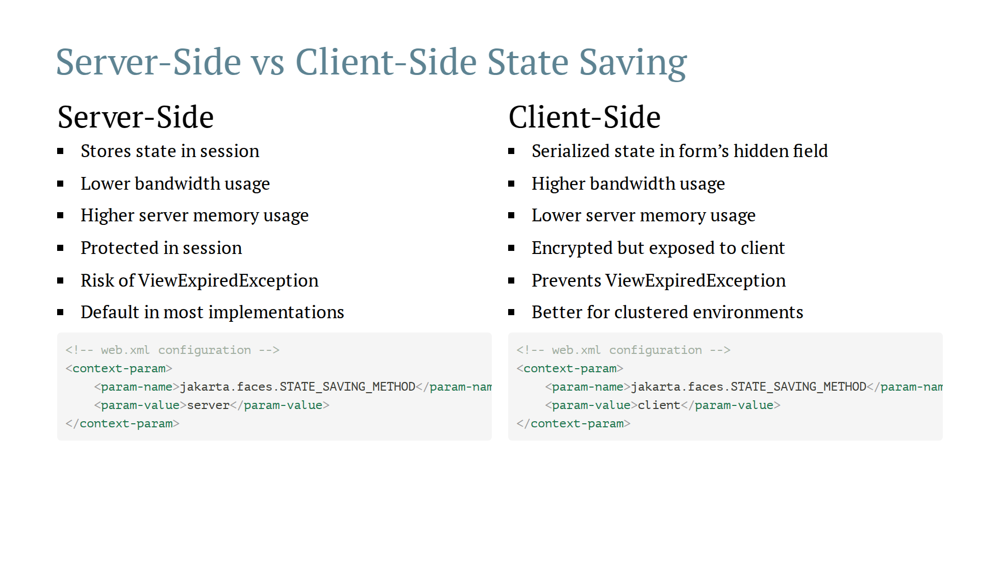 Server-Side vs Client-Side State Saving
Server-Side
▪ Stores state in session
▪ Lower bandwidth usage
▪ Higher server memory usage
▪ Protected in session
▪ Risk of ViewExpiredException
▪ Default in most implementations
<!-- web.xml configuration -->
<context-param>
    <param-name>jakarta.faces.STATE_SAVING_METHOD</param-nam
    <param-value>server</param-value>
</context-param>
Client-Side
▪ Serialized state in form’s hidden field
▪ Higher bandwidth usage
▪ Lower server memory usage
▪ Encrypted but exposed to client
▪ Prevents ViewExpiredException
▪ Better for clustered environments
<!-- web.xml configuration -->
<context-param>
    <param-name>jakarta.faces.STATE_SAVING_METHOD</param-nam
    <param-value>client</param-value>
</context-param>